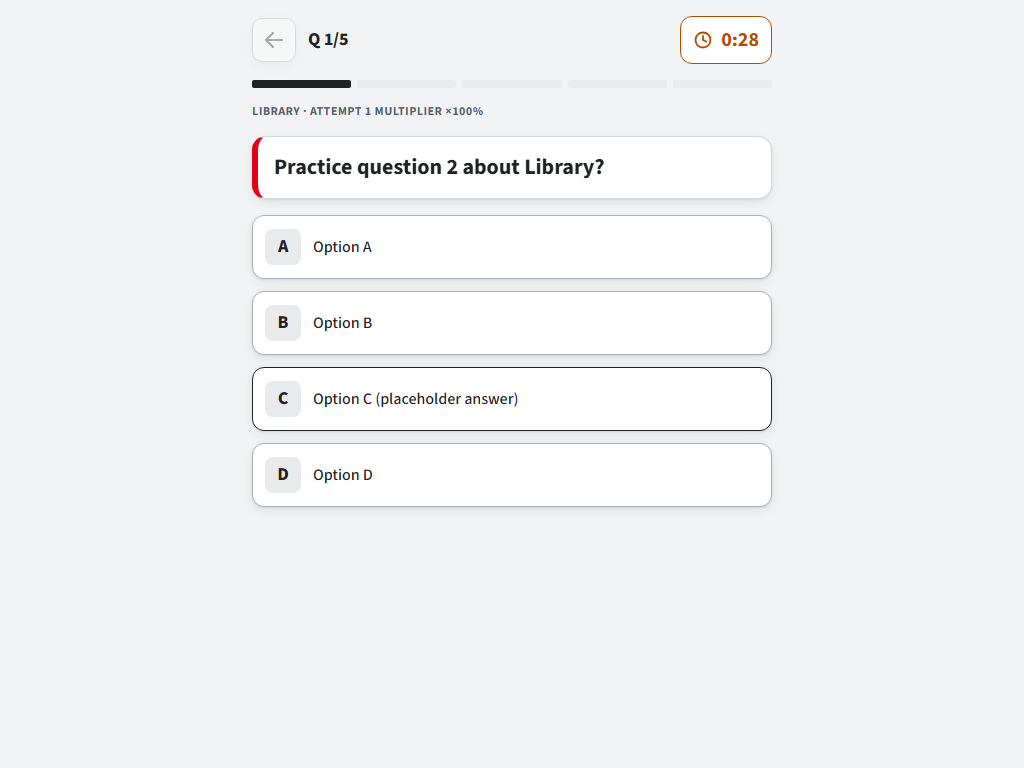 Q 1/5
0:28
LIBRARY · ATTEMPT 1 MULTIPLIER ×100%
Practice question 2 about Library?
A Option A
B Option B
C Option C (placeholder answer)
D Option D